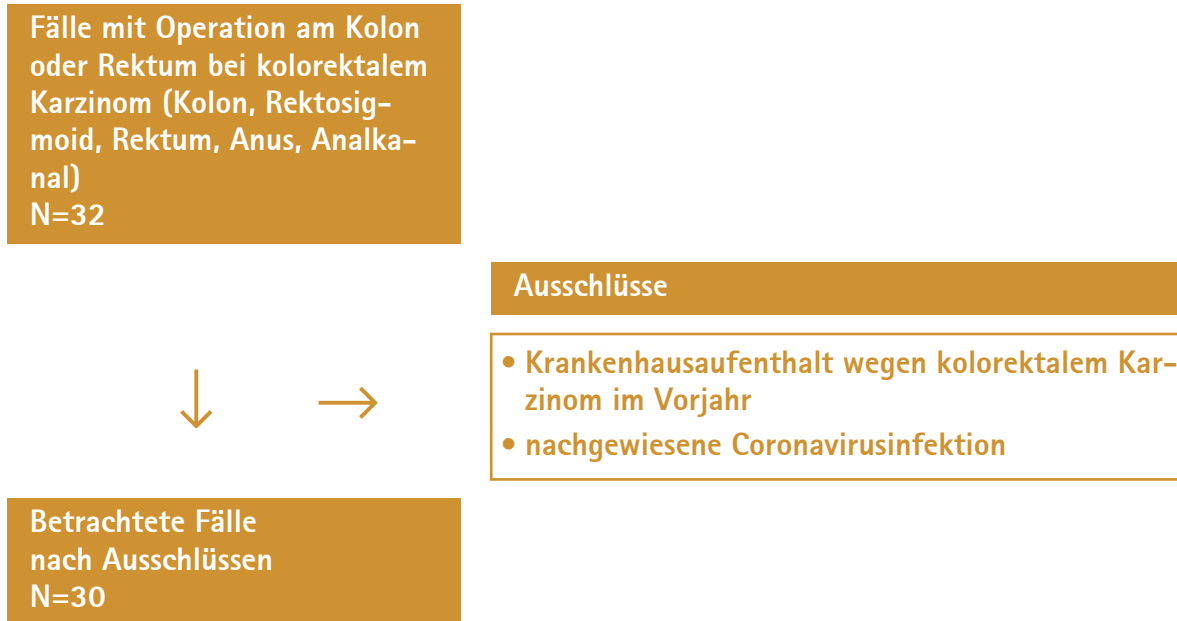 Fälle mit Operation am Kolon
oder Rektum bei kolorektalem
Karzinom (Kolon, Rektosig-
moid, Rektum, Anus, Analka-
nal)
N=32
Ausschlüsse
• Krankenhausaufenthalt wegen kolorektalem Kar-
zinom im Vorjahr
• nachgewiesene Coronavirusinfektion
Betrachtete Fälle
nach Ausschlüssen
N=30